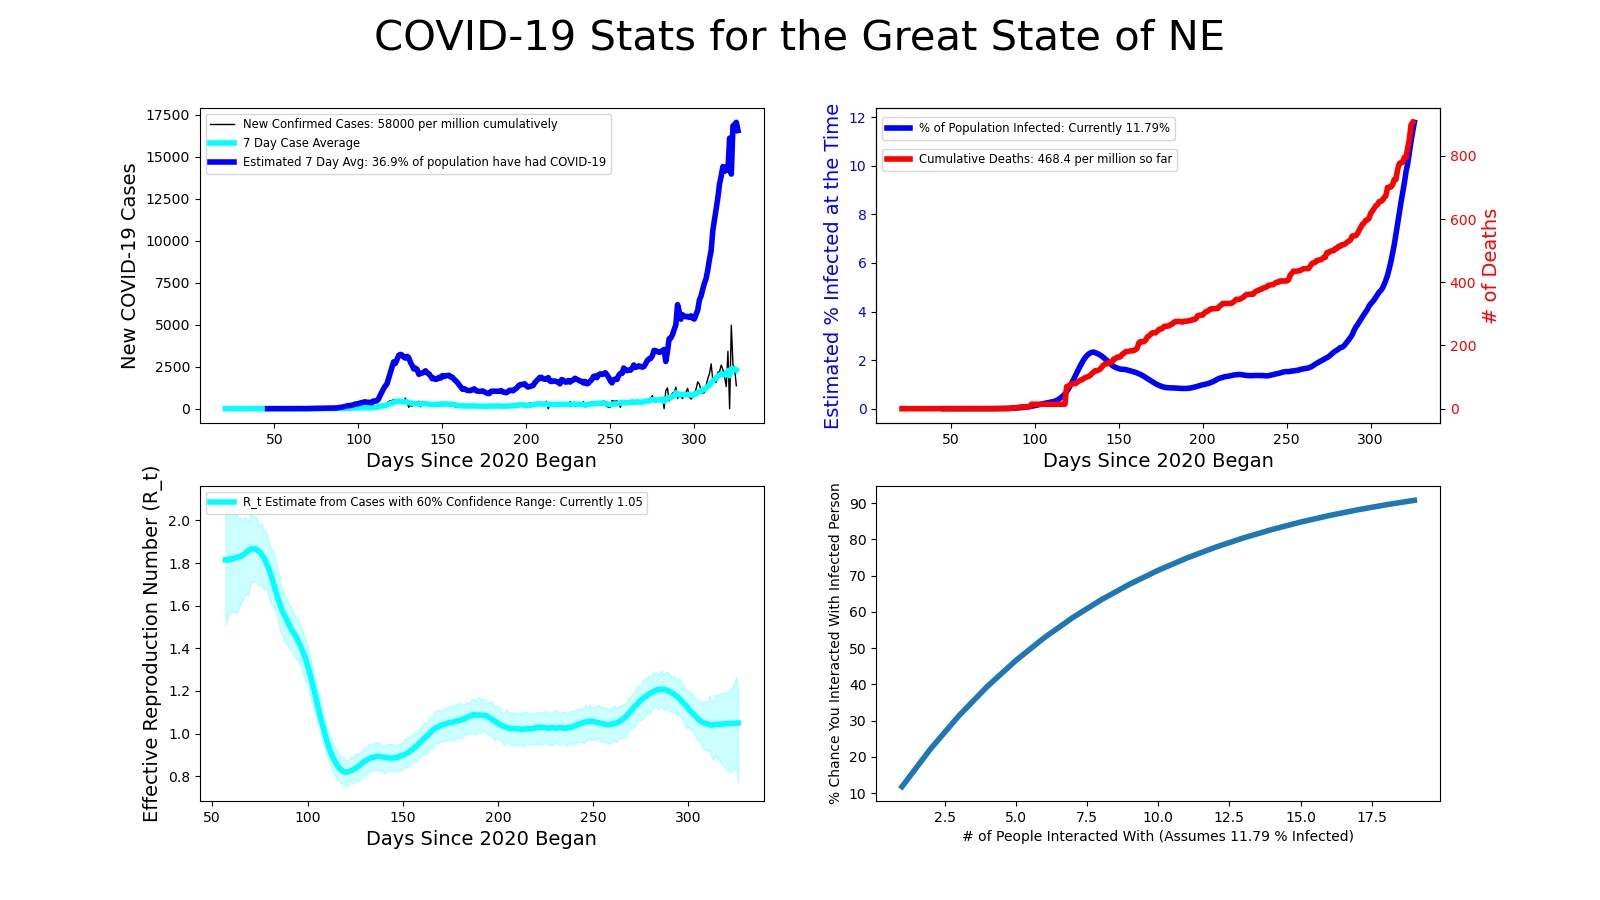 COVID-19 Stats for the Great State of NE
New COVID-19 Cases
17500
15000
12500
10000
7500
5000
2500
0
New Confirmed Cases: 58000 per million cumulatively
7 Day Case Average
Estimated 7 Day Avg: 36.9% of population have had COVID-19
50 100 150 200 250 300
Days Since 2020 Began
Estimated % Infected at the Time
12
10
8
6
4
2
0
% of Population Infected: Currently 11.79%
Cumulative Deaths: 468.4 per million so far
800
600
400
200
0
# of Deaths
50 100 150 200 250 300
Days Since 2020 Began
Effective Reproduction Number (R_t)
2.0
1.8
1.6
1.4
1.2
1.0
0.8
R_t Estimate from Cases with 60% Confidence Range: Currently 1.05
50 100 150 200 250 300
Days Since 2020 Began
% Chance You Interacted With Infected Person
90
80
70
60
50
40
30
20
10
2.5 5.0 7.5 10.0 12.5 15.0 17.5
# of People Interacted With (Assumes 11.79 % Infected)